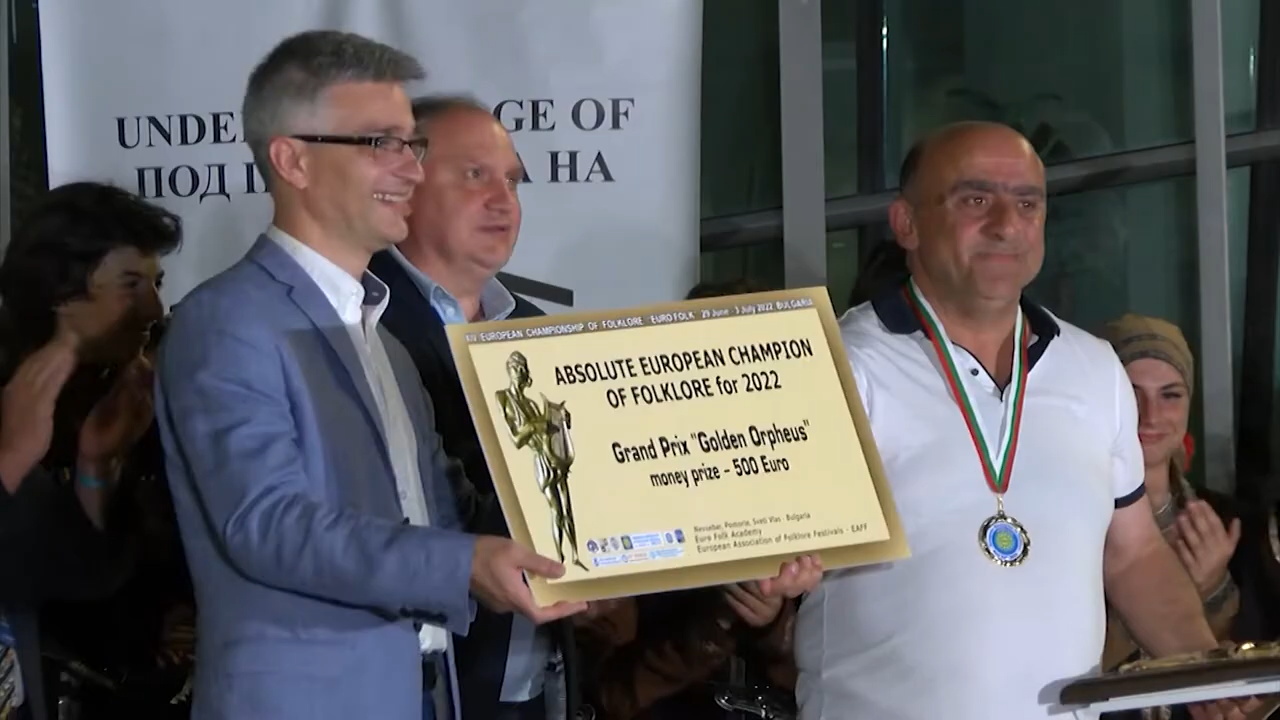 UNDE GE OF
ПОД П А НА
XIV EUROPEAN CHAMPIONSHIP OF FOLKLORE "EURO FOLK" 29 June - 3 July 2022, BULGARIA
ABSOLUTE EUROPEAN CHAMPION
OF FOLKLORE for 2022
Grand Prix "Golden Orpheus"
money prize – 500 Euro
Nessebar, Pomorie, Sveti Vlas - Bulgaria
Euro Folk Academy
European Association of Folklore Festivals - EAFF